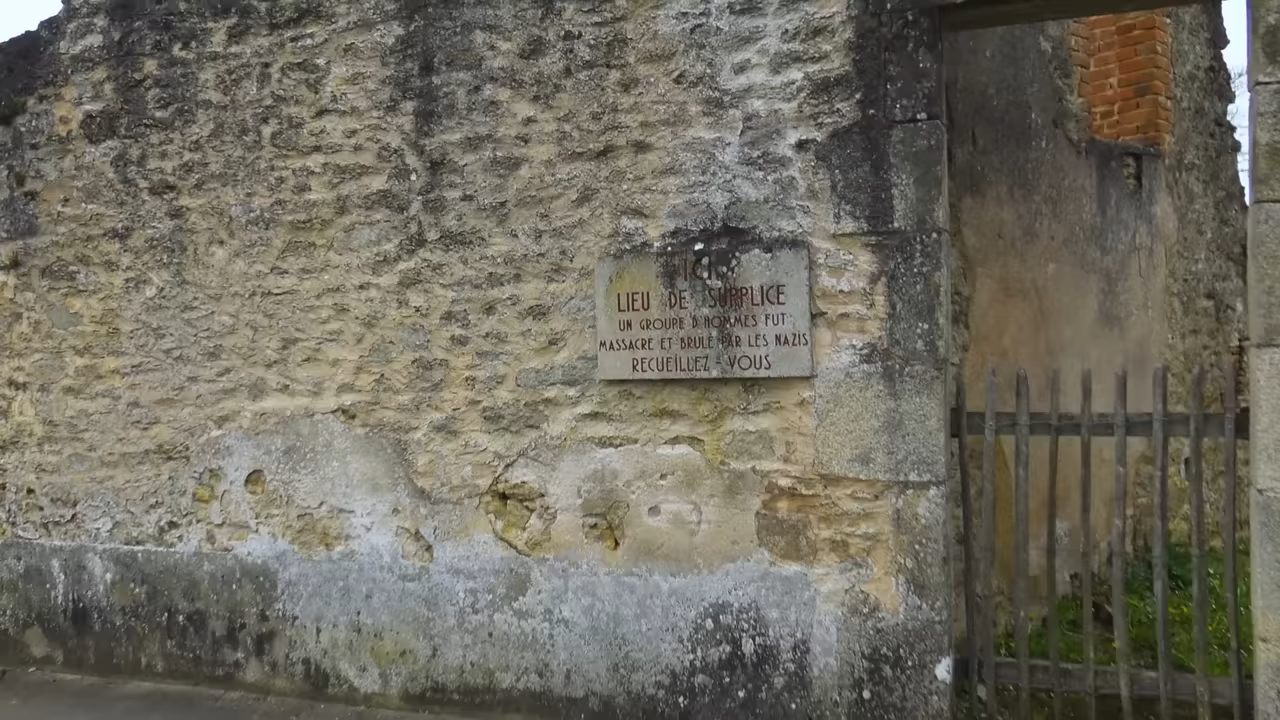 ICI
LIEU DE SUPPLICE
UN GROUPE D'HOMMES FUT
MASSACRE ET BRULE PAR LES NAZIS
RECUEILLEZ - VOUS